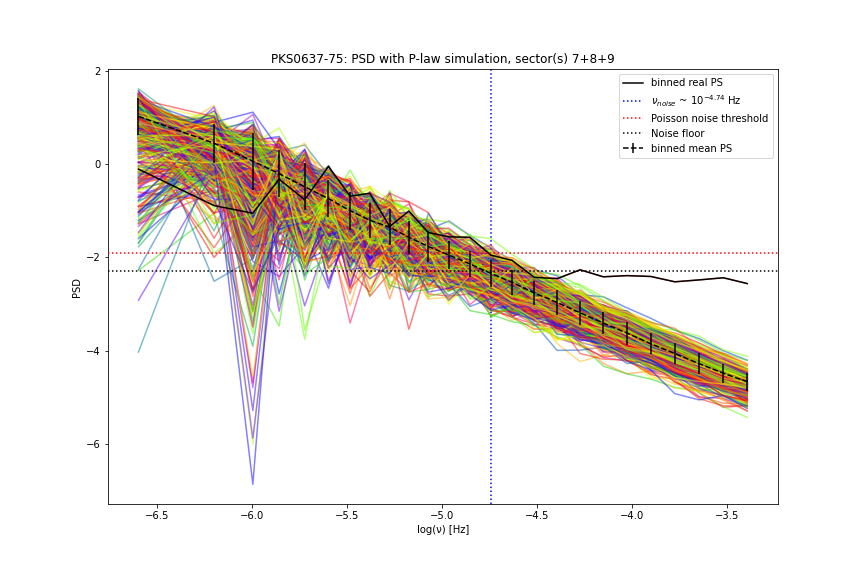 PKS0637-75: PSD with P-law simulation, sector(s) 7+8+9
binned real PS
ν_noise ~ 10^−4.74 Hz
Poisson noise threshold
Noise floor
binned mean PS
2
0
−2
−4
−6
PSD
−6.5
−6.0
−5.5
−5.0
−4.5
−4.0
−3.5
log(ν) [Hz]